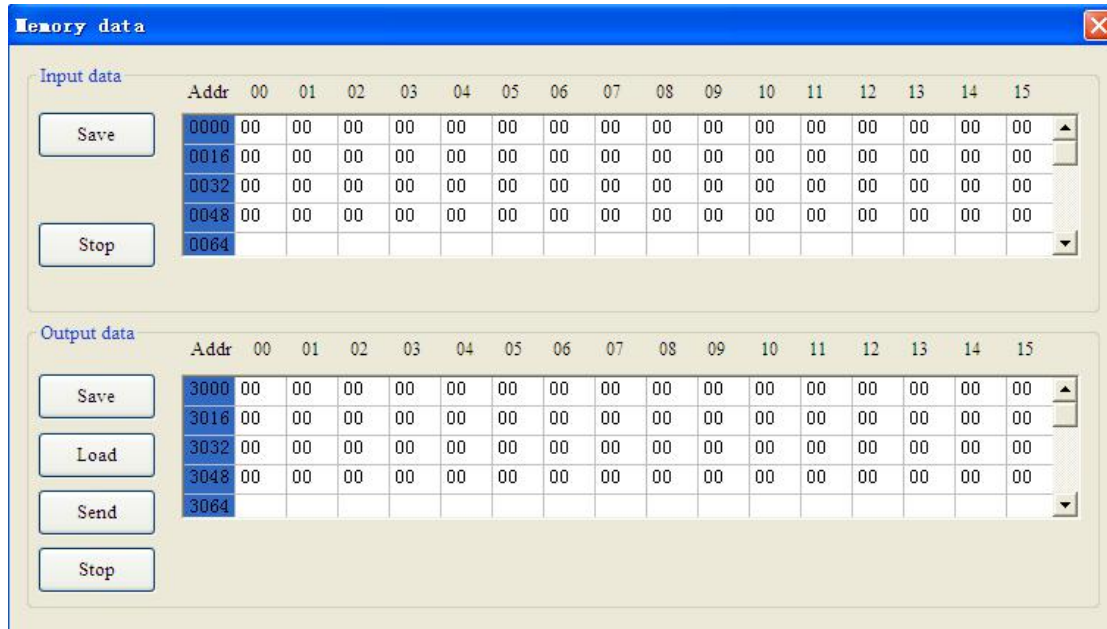 Memory data
Input data
Addr 00 01 02 03 04 05 06 07 08 09 10 11 12 13 14 15
Save
0000 00 00 00 00 00 00 00 00 00 00 00 00 00 00 00 00
0016 00 00 00 00 00 00 00 00 00 00 00 00 00 00 00 00
0032 00 00 00 00 00 00 00 00 00 00 00 00 00 00 00 00
0048 00 00 00 00 00 00 00 00 00 00 00 00 00 00 00 00
Stop
0064
Output data
Addr 00 01 02 03 04 05 06 07 08 09 10 11 12 13 14 15
Save
3000 00 00 00 00 00 00 00 00 00 00 00 00 00 00 00 00
3016 00 00 00 00 00 00 00 00 00 00 00 00 00 00 00 00
Load
3032 00 00 00 00 00 00 00 00 00 00 00 00 00 00 00 00
3048 00 00 00 00 00 00 00 00 00 00 00 00 00 00 00 00
Send
3064
Stop